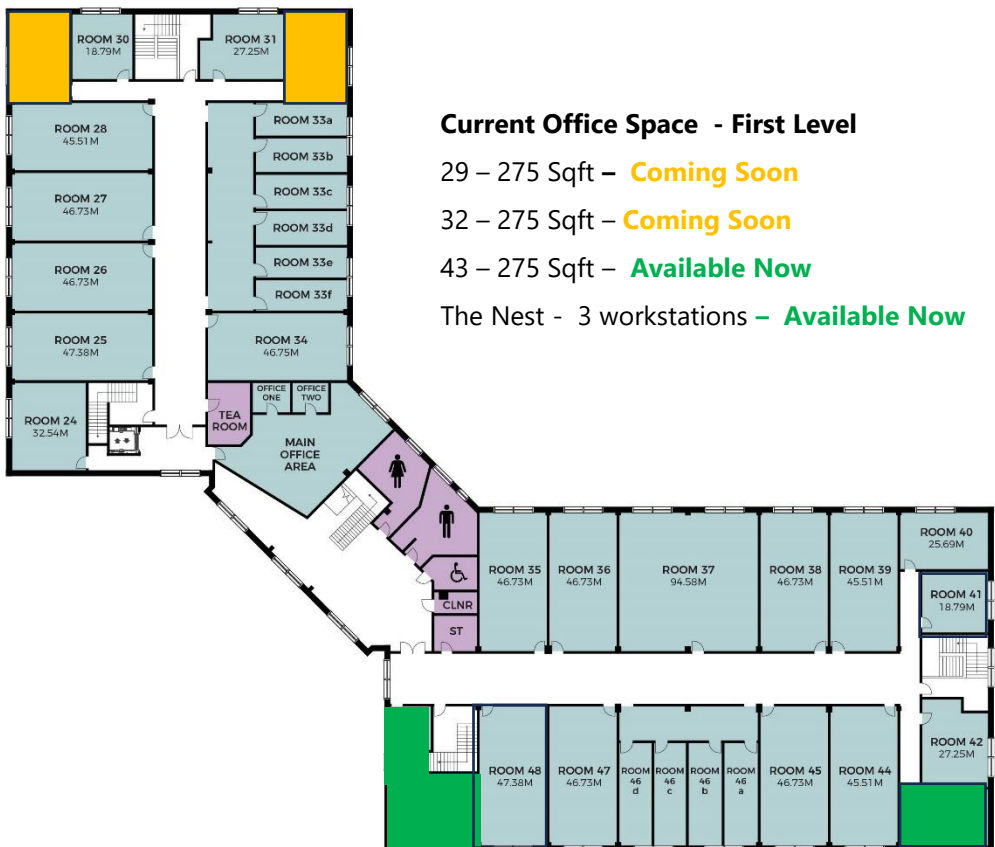 ROOM 30
18.79M
ROOM 31
27.25M
Current Office Space - First Level
29 – 275 Sqft – Coming Soon
32 – 275 Sqft – Coming Soon
43 – 275 Sqft – Available Now
The Nest - 3 workstations – Available Now
ROOM 28
45.51M
ROOM 33a
ROOM 33b
ROOM 27
46.73M
ROOM 33c
ROOM 33d
ROOM 26
46.73M
ROOM 33e
ROOM 33f
ROOM 25
47.38M
ROOM 34
46.75M
ROOM 24
32.54M
TEA
ROOM
OFFICE
ONE
OFFICE
TWO
MAIN
OFFICE
AREA
CLNR
ST
ROOM 35
46.73M
ROOM 36
46.73M
ROOM 37
94.58M
ROOM 38
46.73M
ROOM 39
45.51M
ROOM 40
25.69M
ROOM 41
18.79M
ROOM 42
27.25M
ROOM 48
47.38M
ROOM 47
46.73M
ROOM
46
d
ROOM
46
c
ROOM
46
b
ROOM
46
a
ROOM 45
46.73M
ROOM 44
45.51M